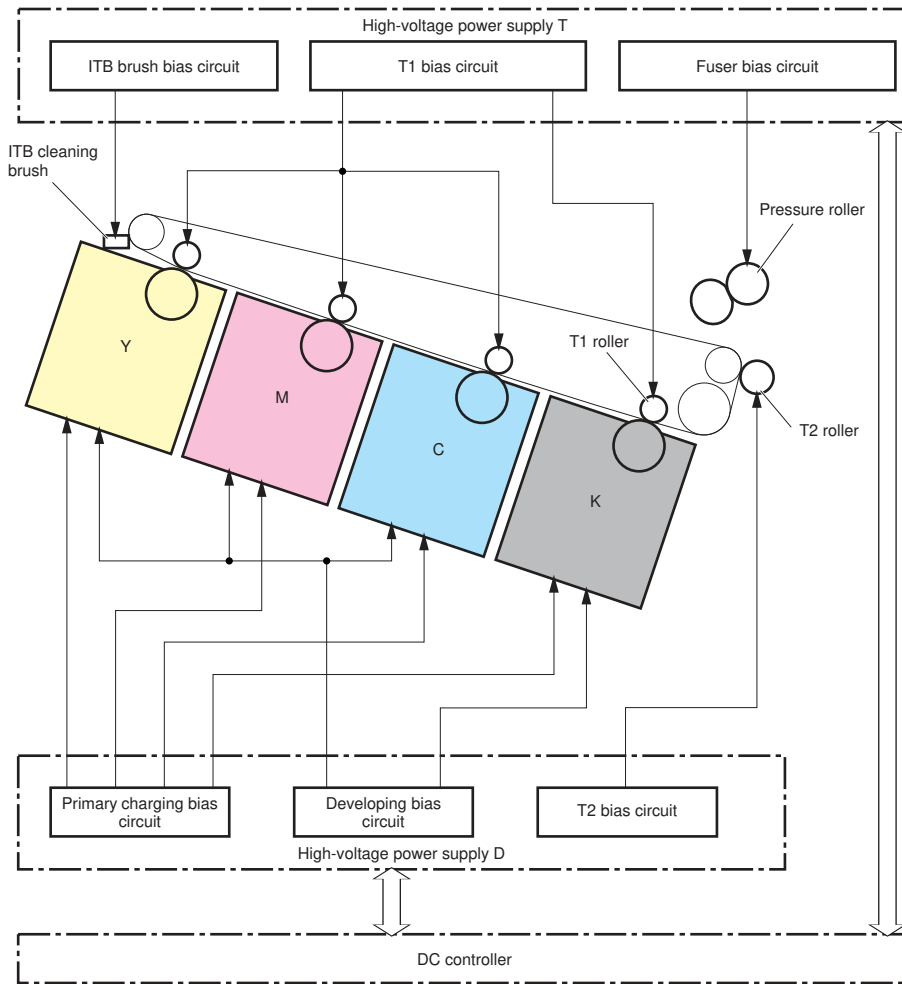 High-voltage power supply T
ITB brush bias circuit
T1 bias circuit
Fuser bias circuit
ITB cleaning
brush
Pressure roller
T1 roller
T2 roller
Y
M
C
K
Primary charging bias
circuit
Developing bias
circuit
T2 bias circuit
High-voltage power supply D
DC controller